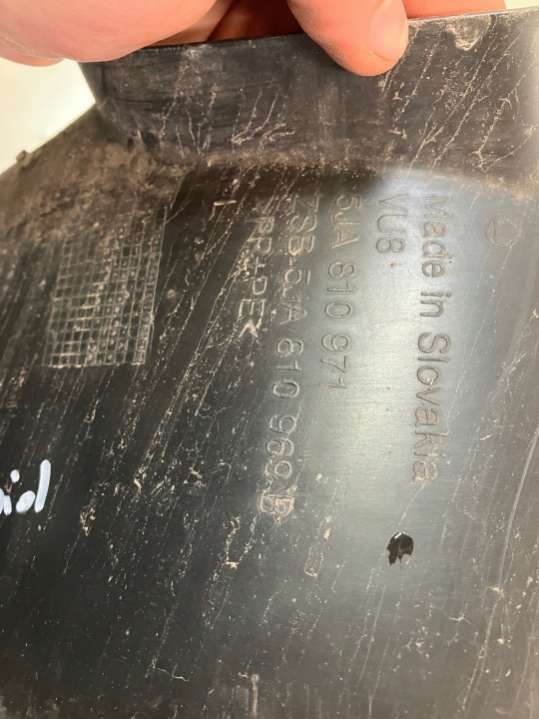 Made in Slovakia
VU8
5JA 810 971
ZSB 5JA 810 969 B
>PP+PE<
L